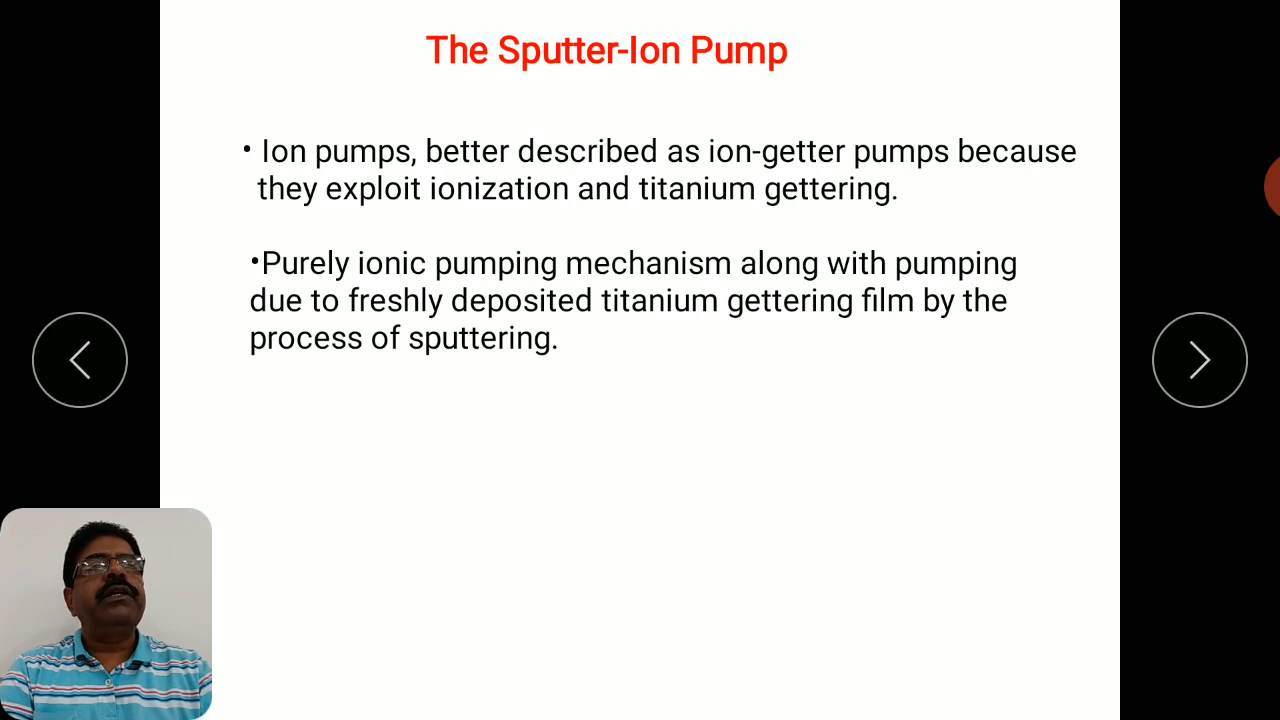 The Sputter-Ion Pump
• Ion pumps, better described as ion-getter pumps because
they exploit ionization and titanium gettering.
•Purely ionic pumping mechanism along with pumping
due to freshly deposited titanium gettering film by the
process of sputtering.